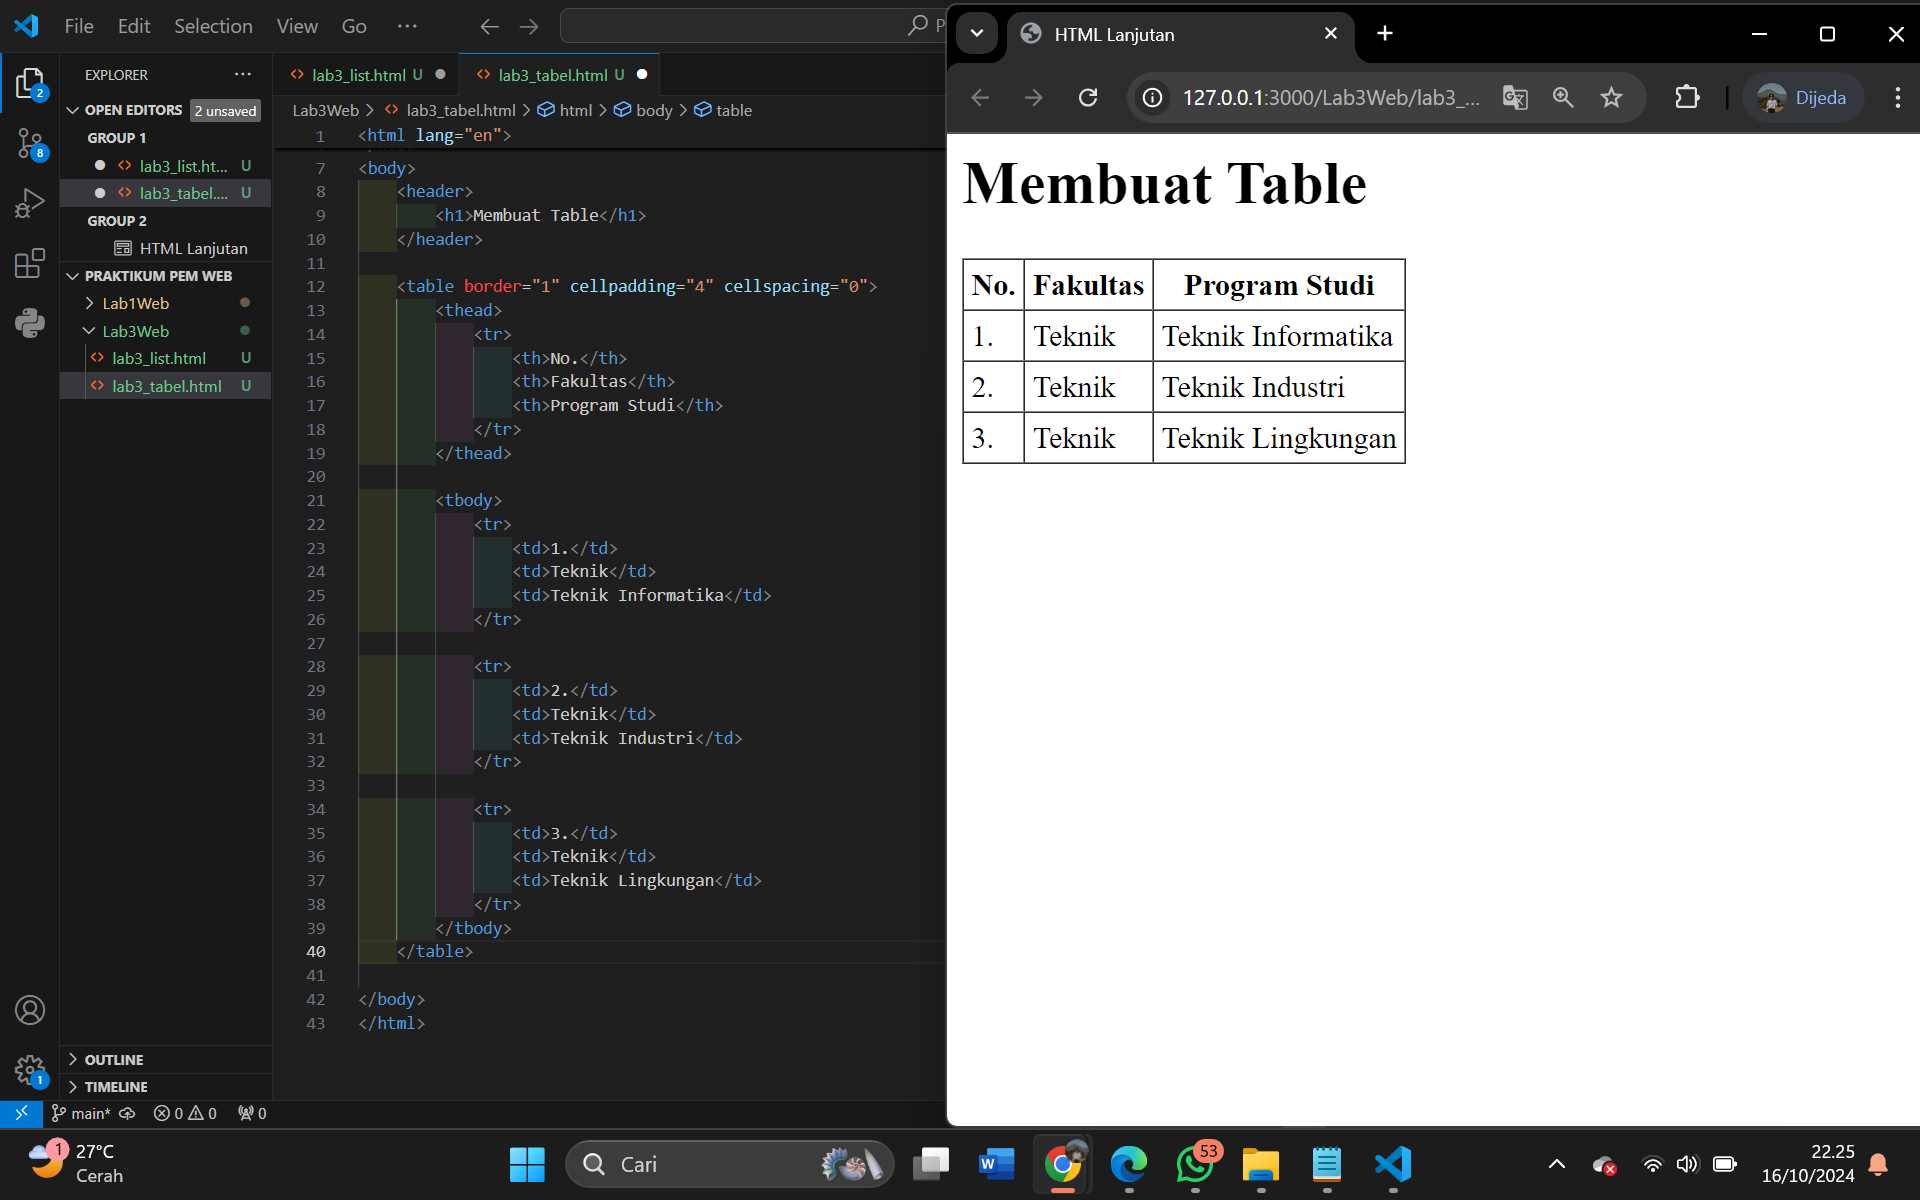 File Edit Selection View Go ···
EXPLORER
OPEN EDITORS 2 unsaved
GROUP 1
lab3_list.ht... U
lab3_tabel.... U
GROUP 2
HTML Lanjutan
PRAKTIKUM PEM WEB
Lab1Web
Lab3Web
lab3_list.html U
lab3_tabel.html U
OUTLINE
TIMELINE
2
8
1
lab3_list.html U
lab3_tabel.html U
Lab3Web > lab3_tabel.html > html > body > table
1 <html lang="en">
7 <body>
8 <header>
9 <h1>Membuat Table</h1>
10 </header>
11
12 <table border="1" cellpadding="4" cellspacing="0">
13 <thead>
14 <tr>
15 <th>No.</th>
16 <th>Fakultas</th>
17 <th>Program Studi</th>
18 </tr>
19 </thead>
20
21 <tbody>
22 <tr>
23 <td>1.</td>
24 <td>Teknik</td>
25 <td>Teknik Informatika</td>
26 </tr>
27
28 <tr>
29 <td>2.</td>
30 <td>Teknik</td>
31 <td>Teknik Industri</td>
32 </tr>
33
34 <tr>
35 <td>3.</td>
36 <td>Teknik</td>
37 <td>Teknik Lingkungan</td>
38 </tr>
39 </tbody>
40 </table>
41
42 </body>
43 </html>
main* 0 0 0
HTML Lanjutan
127.0.0.1:3000/Lab3Web/lab3_...
Dijeda
Membuat Table
No. Fakultas Program Studi
1. Teknik Teknik Informatika
2. Teknik Teknik Industri
3. Teknik Teknik Lingkungan
1
27°C
Cerah
Cari
53
22.25
16/10/2024